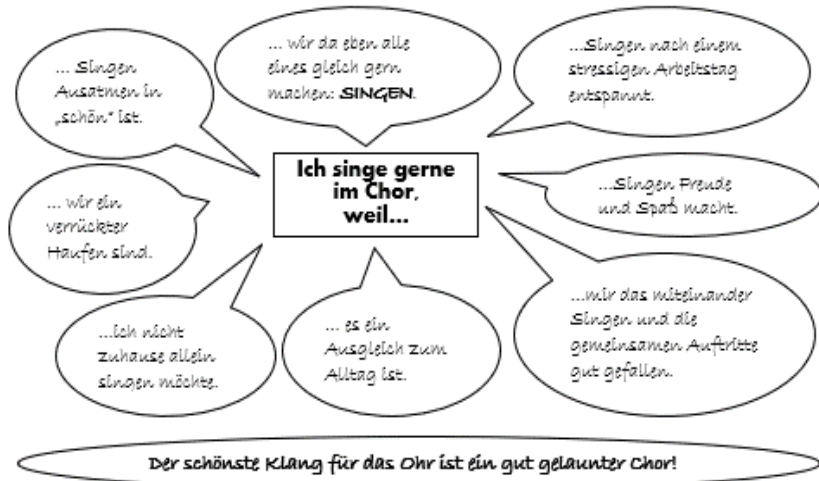 ... Singen
Ausatmen in
„schön“ ist.
... wir da eben alle
eines gleich gern
machen: SINGEN.
...Singen nach einem
stressigen Arbeitstag
entspannt.
Ich singe gerne
im Chor,
weil...
... wir ein
verrückter
Haufen sind.
...Singen Freude
und Spaß macht.
...ich nicht
zuhause allein
singen möchte.
... es ein
Ausgleich zum
Alltag ist.
...mir das miteinander
Singen und die
gemeinsamen Auftritte
gut gefallen.
Der schönste Klang für das Ohr ist ein gut gelaunter Chor!